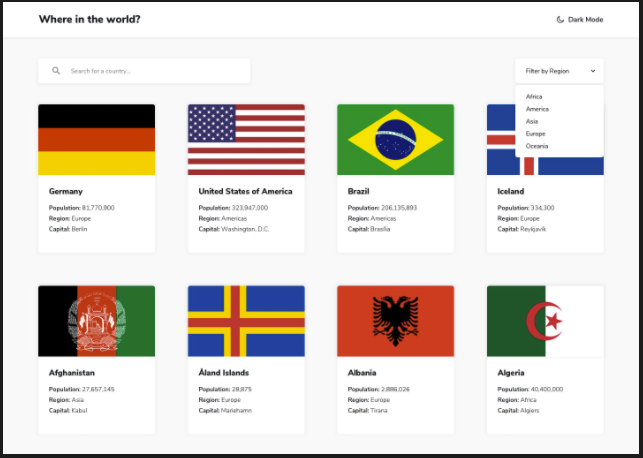 Where in the world?
Dark Mode
Search for a country...
Filter by Region
Africa
America
Asia
Europe
Oceania
Germany
Population: 81,770,900
Region: Europe
Capital: Berlin
United States of America
Population: 323,947,000
Region: Americas
Capital: Washington, D.C.
Brazil
Population: 206,135,893
Region: Americas
Capital: Brasília
Iceland
Population: 334,300
Region: Europe
Capital: Reykjavík
Afghanistan
Population: 27,657,145
Region: Asia
Capital: Kabul
Åland Islands
Population: 28,875
Region: Europe
Capital: Mariehamn
Albania
Population: 2,886,026
Region: Europe
Capital: Tirana
Algeria
Population: 40,400,000
Region: Africa
Capital: Algiers